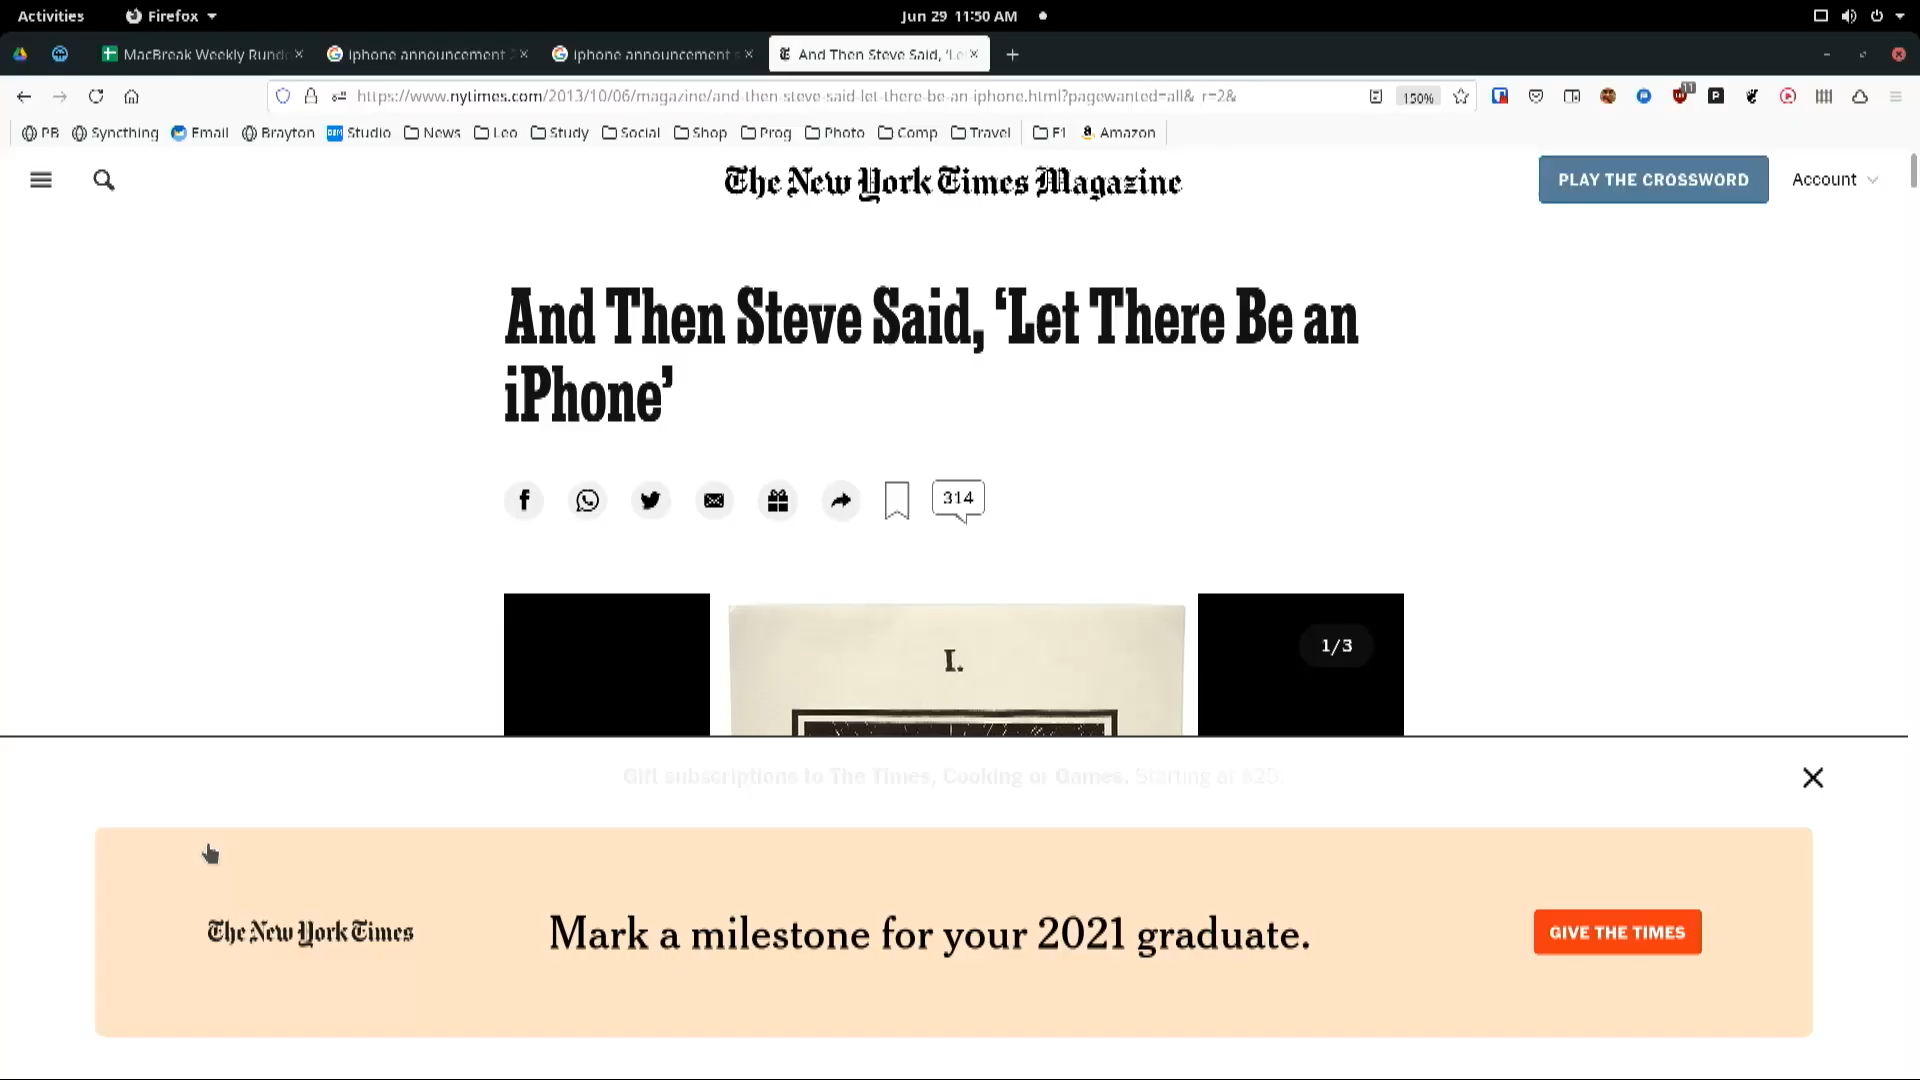 Activities
Firefox
Jun 29 11:50 AM
MacBreak Weekly Rund
iphone announcement
iphone announcement
And Then Steve Said, 'Le
https://www.nytimes.com/2013/10/06/magazine/and-then-steve-said-let-there-be-an-iphone.html?pagewanted=all&_r=2&
150%
11
PB
Syncthing
Email
Brayton
Studio
News
Leo
Study
Social
Shop
Prog
Photo
Comp
Travel
F1
Amazon
The New York Times Magazine
PLAY THE CROSSWORD
Account
And Then Steve Said, ‘Let There Be an
iPhone’
314
1/3
I.
Gift subscriptions to The Times, Cooking or Games. Starting at $25.
The New York Times
Mark a milestone for your 2021 graduate.
GIVE THE TIMES